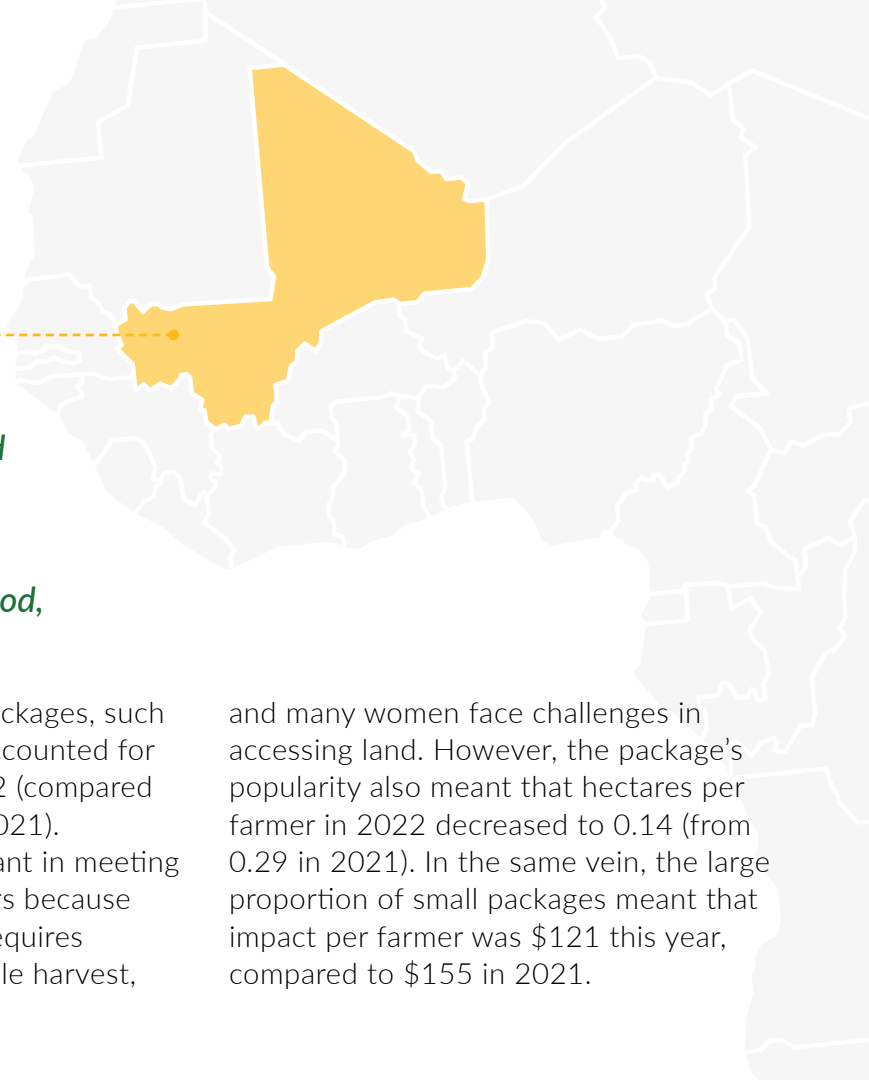 od,
ckages, such
counted for
2 (compared
021).
ant in meeting
rs because
equires
le harvest,
and many women face challenges in
accessing land. However, the package’s
popularity also meant that hectares per
farmer in 2022 decreased to 0.14 (from
0.29 in 2021). In the same vein, the large
proportion of small packages meant that
impact per farmer was $121 this year,
compared to $155 in 2021.